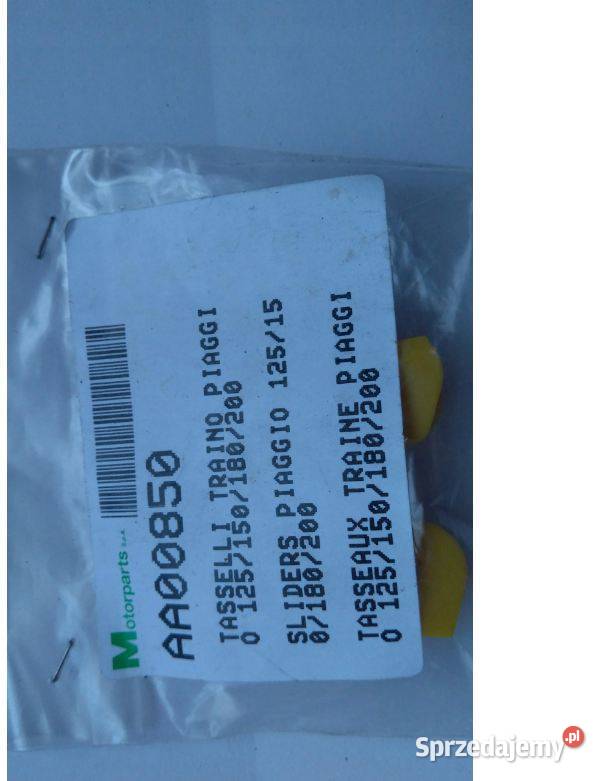 Motorparts S.p.A.
AA00850
TASSELLI TRAINO PIAGGI
O 125/150/180/200
SLIDERS PIAGGIO 125/15
0/180/200
TASSEAUX TRAINE PIAGGI
O 125/150/180/200
Sprzedajemy.pl